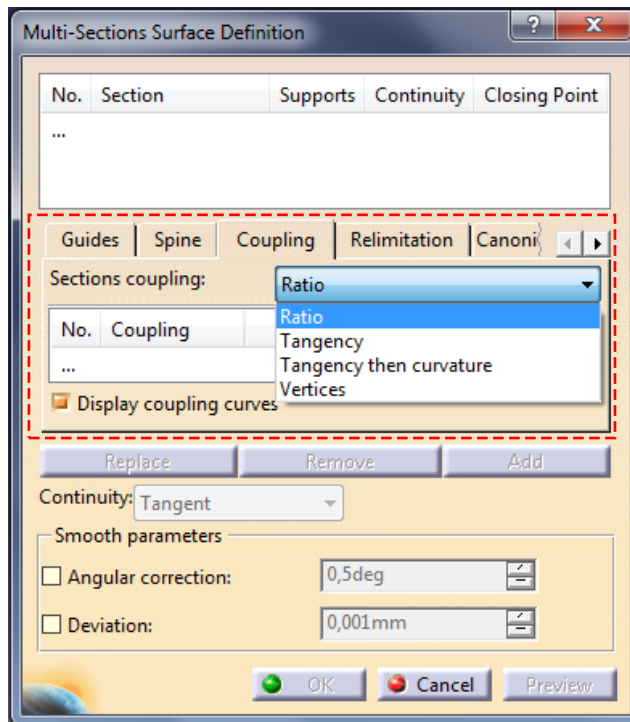 Multi-Sections Surface Definition
?
No. Section Supports Continuity Closing Point
...
Guides Spine Coupling Relimitation Canoni
Sections coupling: Ratio
Ratio
No. Coupling
Tangency
... Tangency then curvature
Vertices
Display coupling curves
Replace Remove Add
Continuity: Tangent
Smooth parameters
Angular correction: 0,5deg
Deviation: 0,001mm
OK Cancel Preview